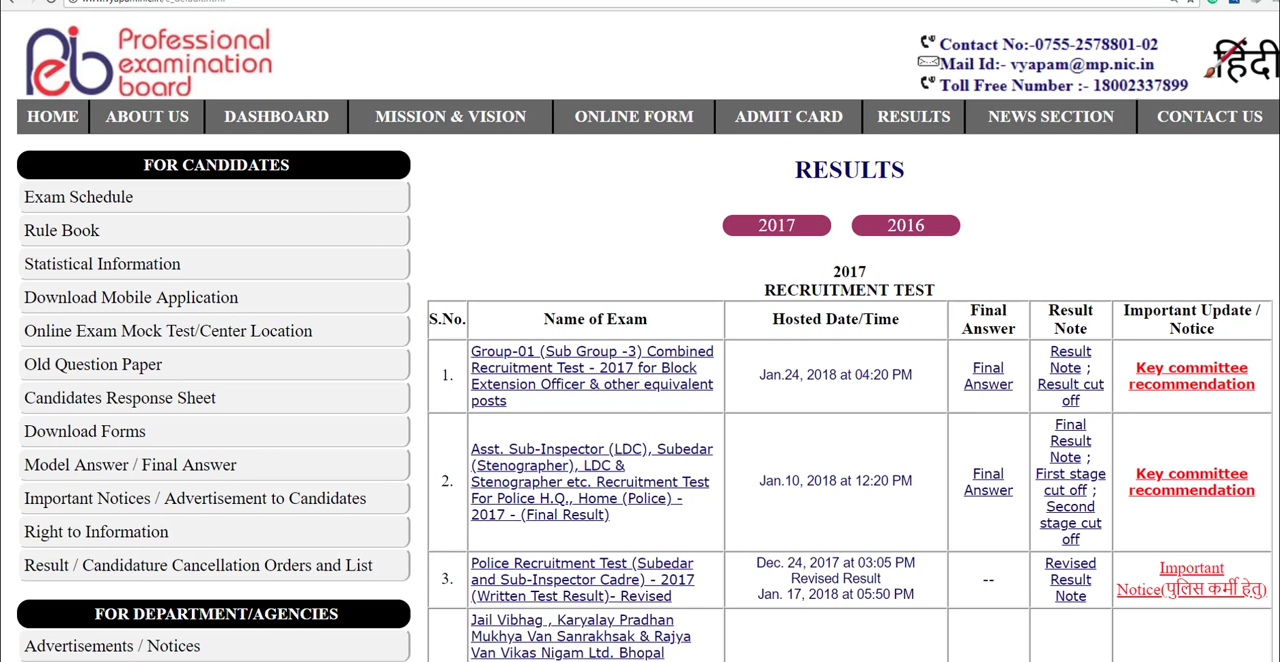 Professional
examination
board
Contact No:-0755-2578801-02
Mail Id:- vyapam@mp.nic.in
Toll Free Number :- 18002337899
हिंदी
HOME ABOUT US DASHBOARD MISSION & VISION ONLINE FORM ADMIT CARD RESULTS NEWS SECTION CONTACT US
FOR CANDIDATES
Exam Schedule
Rule Book
Statistical Information
Download Mobile Application
Online Exam Mock Test/Center Location
Old Question Paper
Candidates Response Sheet
Download Forms
Model Answer / Final Answer
Important Notices / Advertisement to Candidates
Right to Information
Result / Candidature Cancellation Orders and List
FOR DEPARTMENT/AGENCIES
Advertisements / Notices
RESULTS
2017 2016
2017
RECRUITMENT TEST
S.No. Name of Exam Hosted Date/Time Final Answer Result Note Important Update / Notice
1.
Group-01 (Sub Group -3) Combined
Recruitment Test - 2017 for Block
Extension Officer & other equivalent
posts
Jan.24, 2018 at 04:20 PM
Final
Answer
Result
Note ;
Result cut
off
Key committee
recommendation
2.
Asst. Sub-Inspector (LDC), Subedar
(Stenographer), LDC &
Stenographer etc. Recruitment Test
For Police H.Q., Home (Police) -
2017 - (Final Result)
Jan.10, 2018 at 12:20 PM
Final
Answer
Final
Result
Note ;
First stage
cut off ;
Second
stage cut
off
Key committee
recommendation
3.
Police Recruitment Test (Subedar
and Sub-Inspector Cadre) - 2017
(Written Test Result)- Revised
Dec. 24, 2017 at 03:05 PM
Revised Result
Jan. 17, 2018 at 05:50 PM
--
Revised
Result
Note
Important
Notice(पुलिस कर्मी हेतु)
Jail Vibhag , Karyalay Pradhan
Mukhya Van Sanrakhsak & Rajya
Van Vikas Nigam Ltd. Bhopal